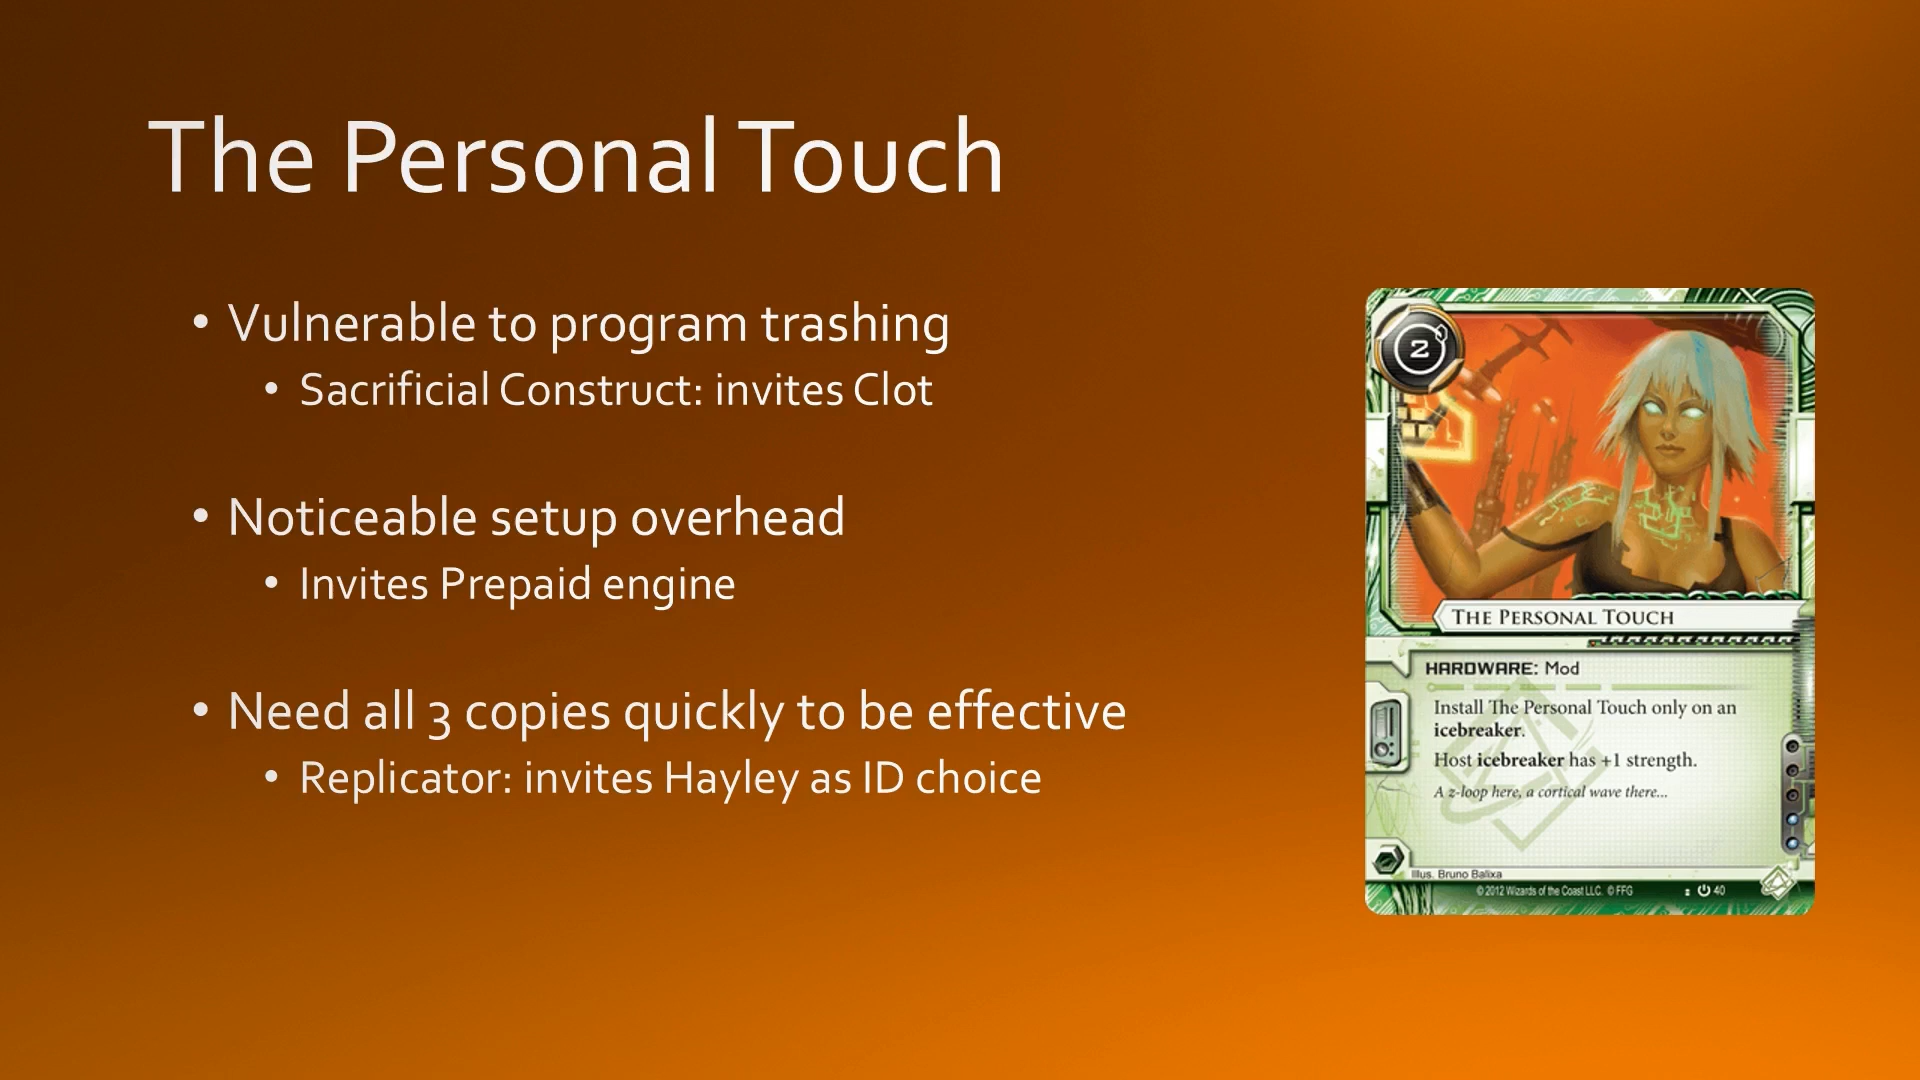 The Personal Touch
• Vulnerable to program trashing
• Sacrificial Construct: invites Clot
• Noticeable setup overhead
• Invites Prepaid engine
• Need all 3 copies quickly to be effective
• Replicator: invites Hayley as ID choice
2
THE PERSONAL TOUCH
HARDWARE: Mod
Install The Personal Touch only on an
icebreaker.
Host icebreaker has +1 strength.
A z-loop here, a cortical wave there...
Illus. Bruno Balixa
© 2012 Wizards of the Coast LLC. © FFG
40